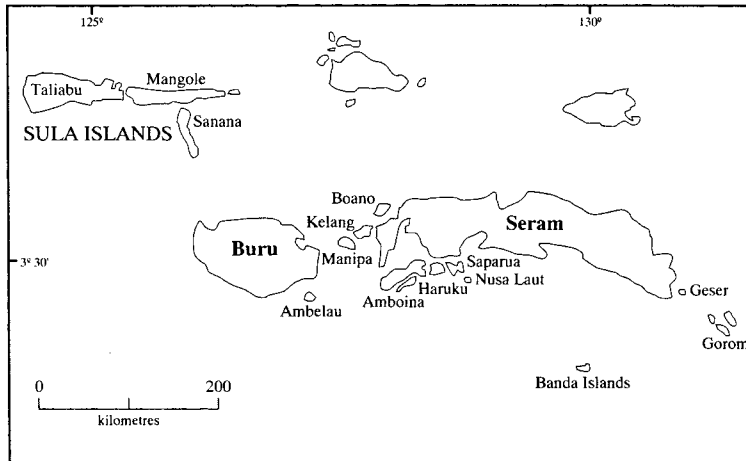 125º
130º
Taliabu
Mangole
SULA ISLANDS
Sanana
Boano
Kelang
Seram
Buru
Manipa
Saparua
3º 30'
Haruku
Nusa Laut
Amboina
Geser
Ambelau
Gorom
0
200
Banda Islands
kilometres